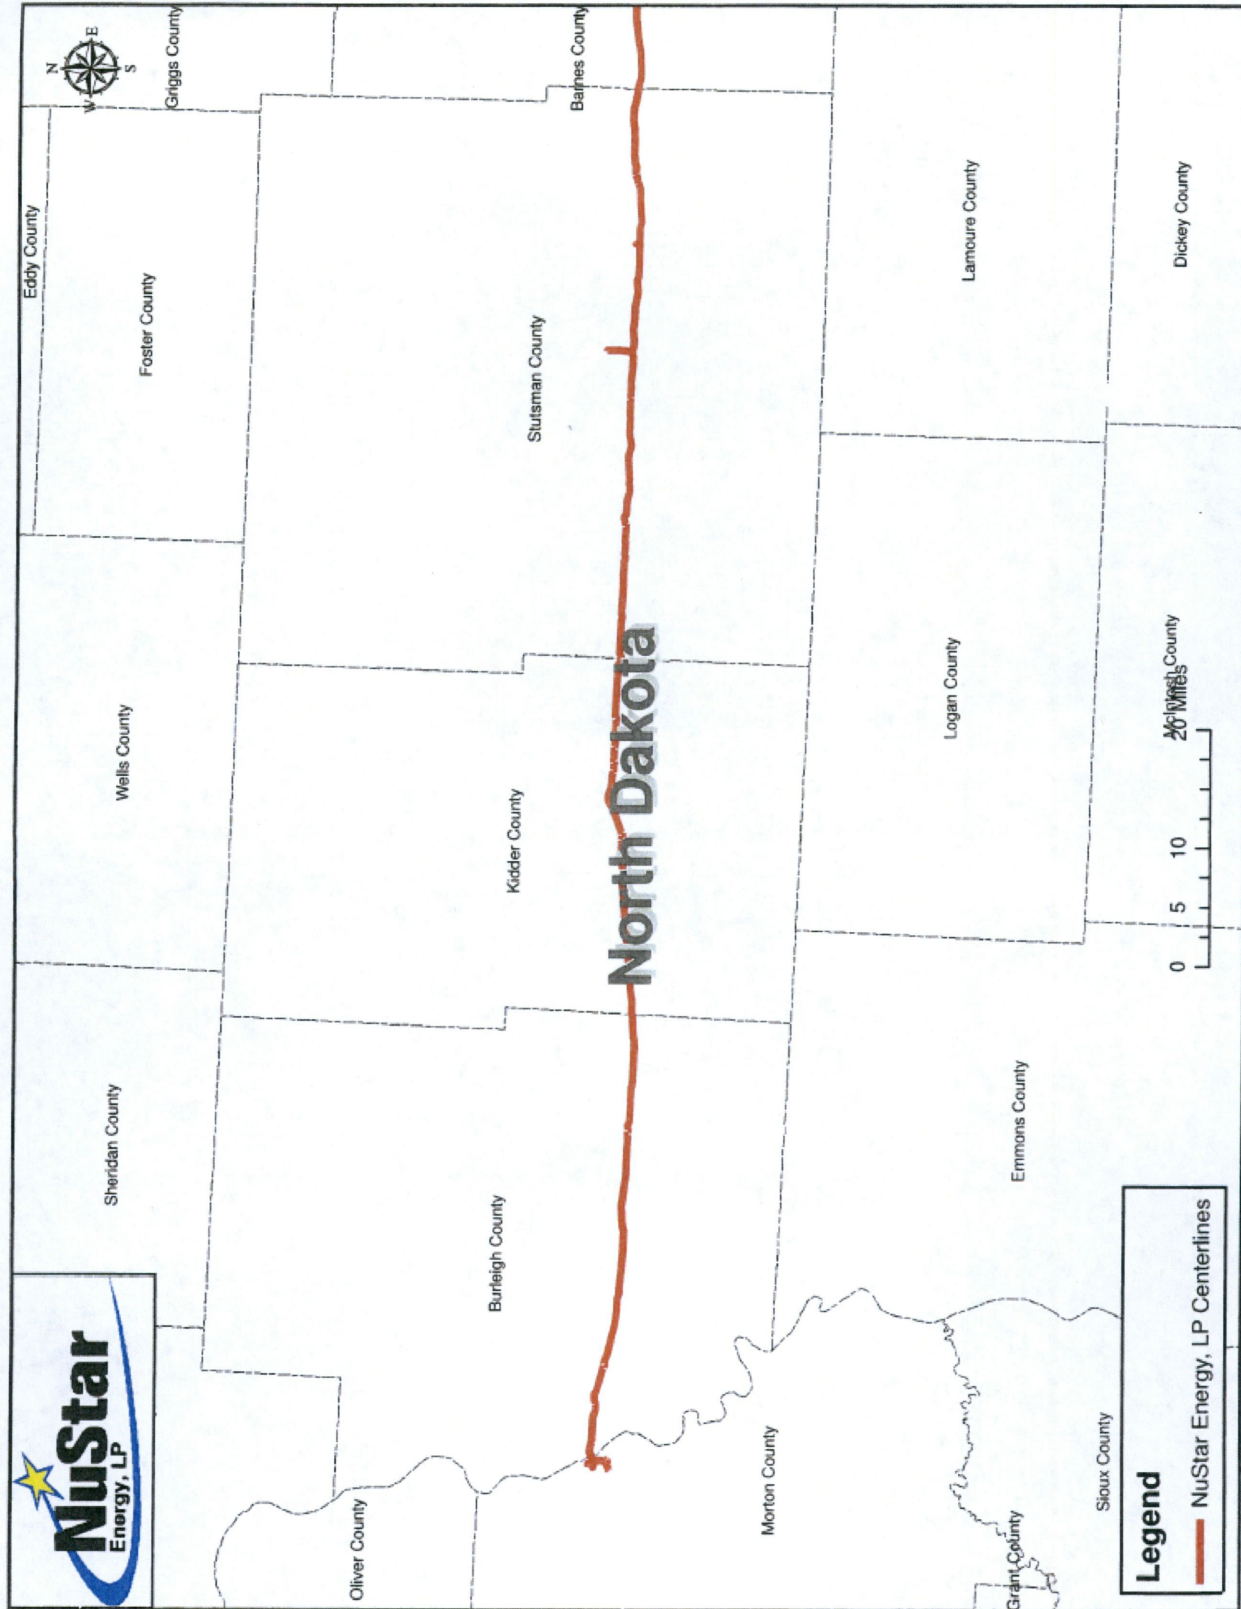 NuStar
Energy, LP
Sheridan County
Wells County
Eddy County
Foster County
Griggs County
N
E
S
W
Oliver County
Burleigh County
Kidder County
Stutsman County
Barnes County
North Dakota
Morton County
Emmons County
Logan County
Lamoure County
Grant County
Sioux County
McIntosh County
Dickey County
0 5 10 20 Miles
Legend
NuStar Energy, LP Centerlines